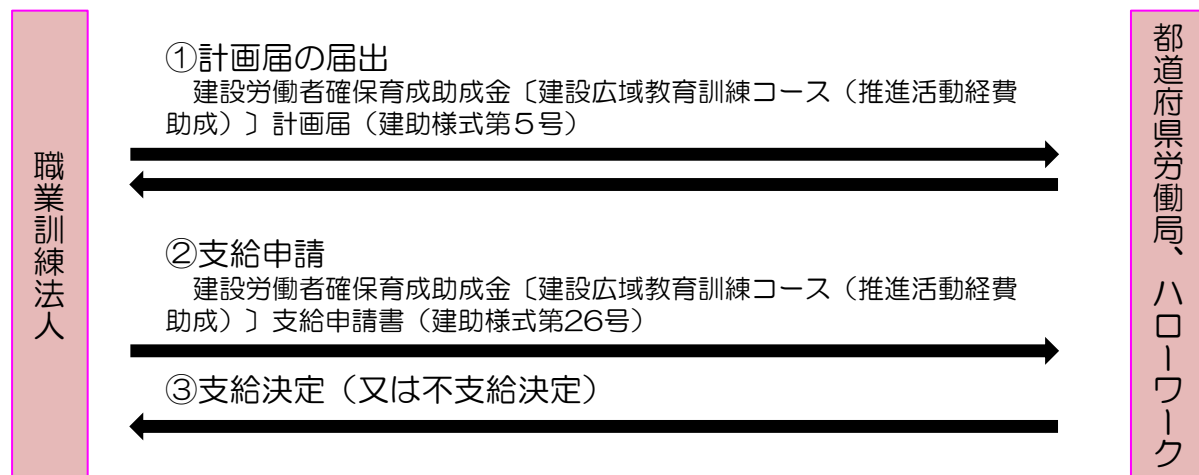 職業訓練法人
①計画届の届出
　建設労働者確保育成助成金〔建設広域教育訓練コース（推進活動経費
助成）〕計画届（建助様式第５号）
②支給申請
　建設労働者確保育成助成金〔建設広域教育訓練コース（推進活動経費
助成）〕支給申請書（建助様式第26号）
③支給決定（又は不支給決定）
都道府県労働局、ハローワーク